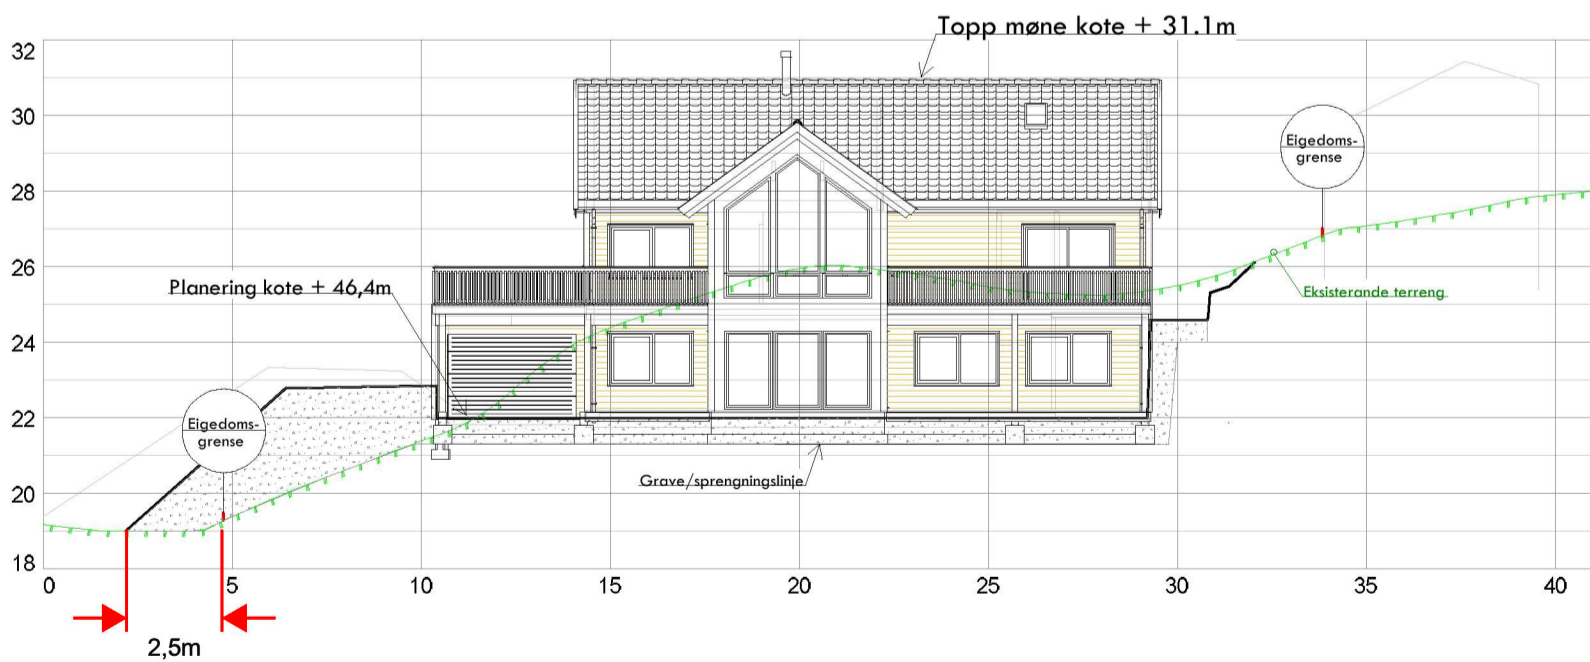 Topp møne kote + 31.1m
32
30
Eigedoms-
grense
28
26
Planering kote + 46,4m
Eksisterande terreng
24
22
Eigedoms-
grense
Grave/sprengningslinje
20
18
0 5 10 15 20 25 30 35 40
2,5m